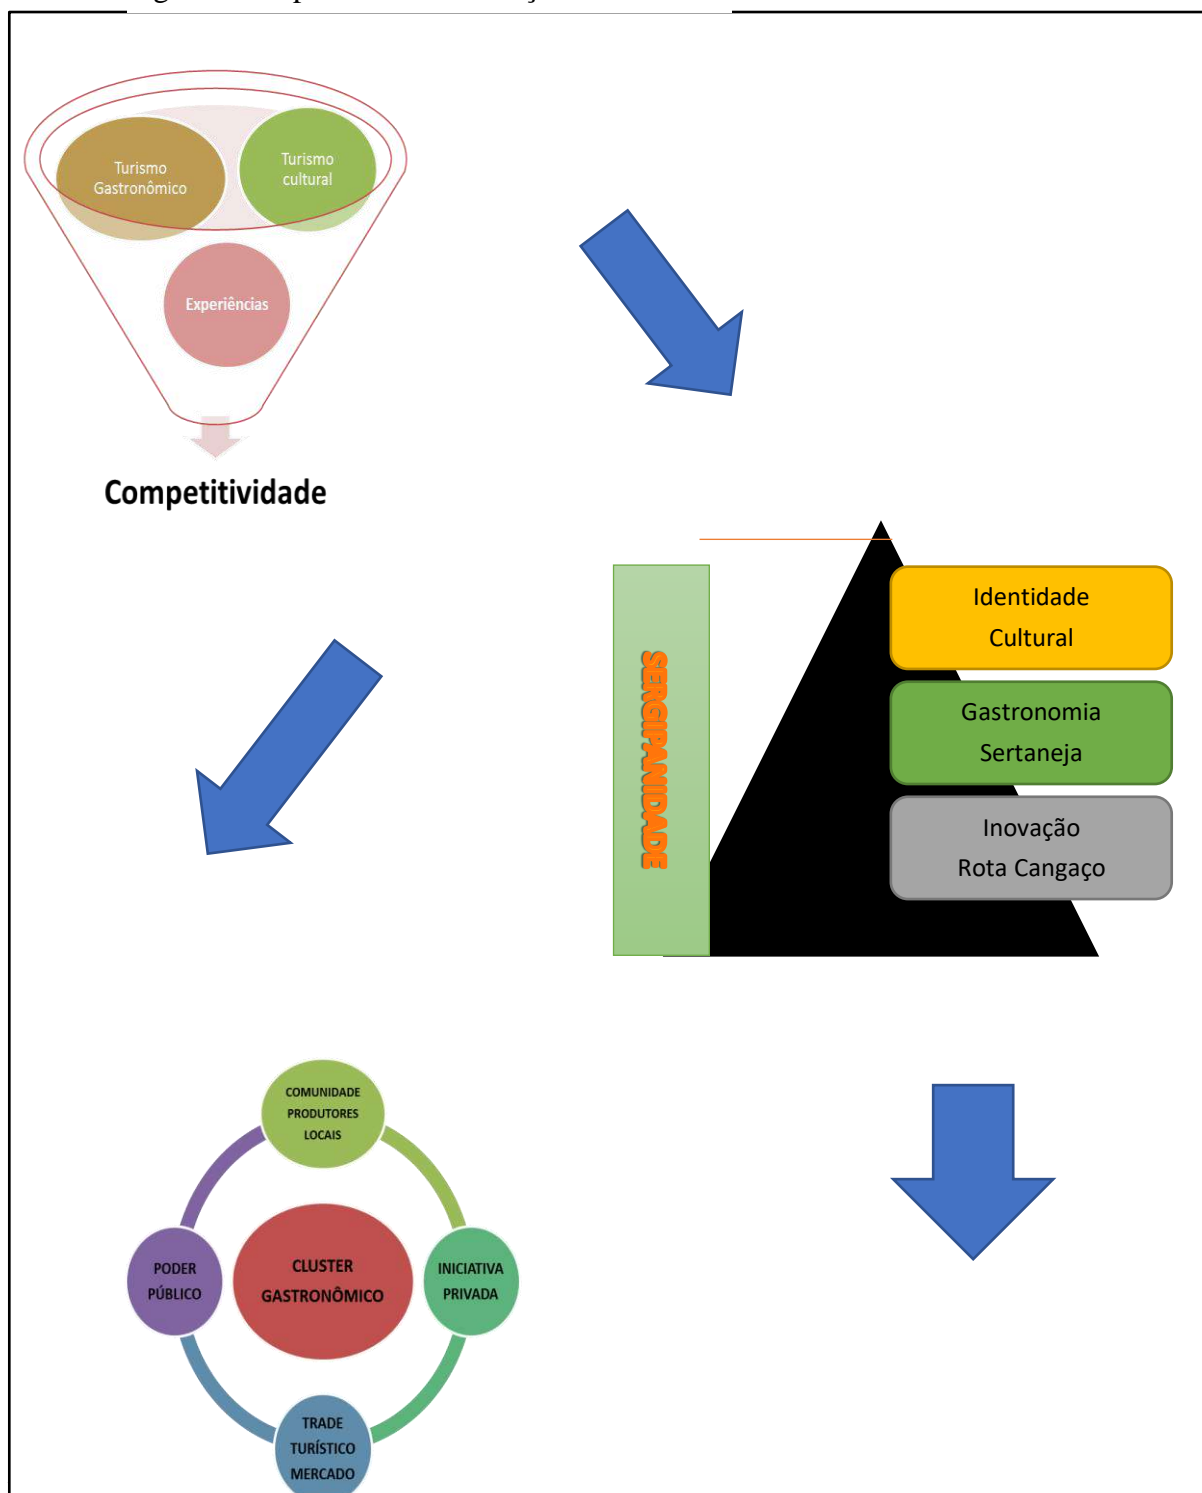 Turismo
Gastronômico
Turismo
cultural
Experiências
Competitividade
SERGIPANIDADE
Identidade
Cultural
Gastronomia
Sertaneja
Inovação
Rota Cangaço
COMUNIDADE
PRODUTORES
LOCAIS
PODER
PÚBLICO
CLUSTER
GASTRONÔMICO
INICIATIVA
PRIVADA
TRADE
TURÍSTICO
MERCADO